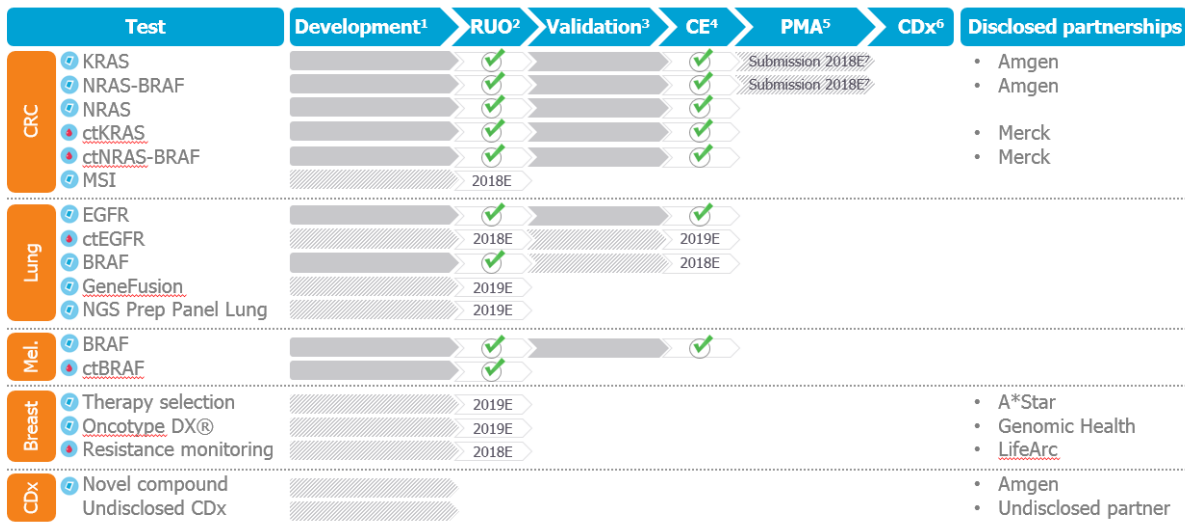 Test Development¹ RUO² Validation³ CE⁴ PMA⁵ CDx⁶ Disclosed partnerships
CRC
KRAS Submission 2018E⁷ • Amgen
NRAS-BRAF Submission 2018E⁷ • Amgen
NRAS
ctKRAS • Merck
ctNRAS-BRAF • Merck
MSI 2018E
Lung
EGFR
ctEGFR 2018E 2019E
BRAF 2018E
GeneFusion 2019E
NGS Prep Panel Lung 2019E
Mel.
BRAF
ctBRAF
Breast
Therapy selection 2019E • A*Star
Oncotype DX® 2019E • Genomic Health
Resistance monitoring 2018E • LifeArc
CDx
Novel compound • Amgen
Undisclosed CDx • Undisclosed partner